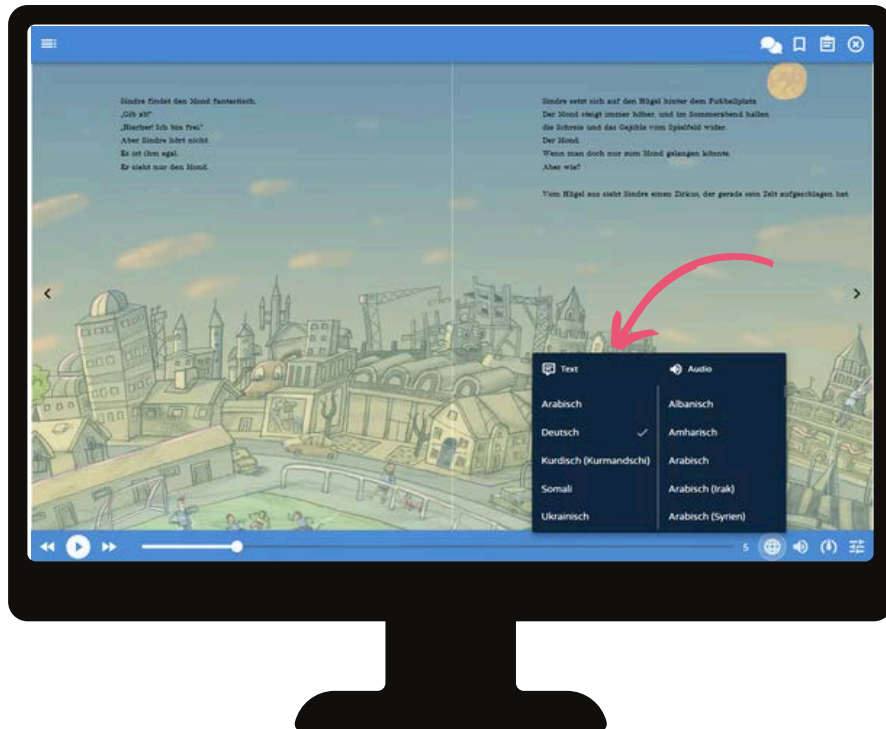 Sindre findet den Mond fantastisch.
„Gib ab!"
„Hierher! Ich bin frei."
Aber Sindre hört nicht.
Es ist ihm egal.
Er sieht nur den Mond.
Sindre setzt sich auf den Hügel hinter dem Fußballplatz.
Der Mond steigt immer höher, und im Sommerabend hallen
die Schreie und das Gejohle vom Spielfeld wider.
Der Mond.
Wenn man doch nur zum Mond gelangen könnte.
Aber wie?
Vom Hügel aus sieht Sindre einen Zirkus, der gerade sein Zelt aufgeschlagen hat.
Text
Arabisch
Deutsch
Kurdisch (Kurmandschi)
Somali
Ukrainisch
Audio
Albanisch
Amharisch
Arabisch
Arabisch (Irak)
Arabisch (Syrien)
5